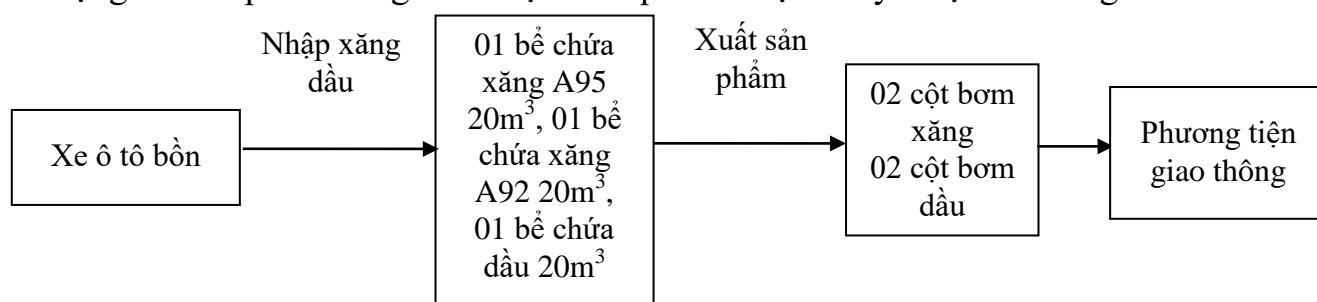 Nhập xăng
dầu
Xuất sản
phẩm
Xe ô tô bồn
01 bể chứa
xăng A95
20m³, 01 bể
chứa xăng
A92 20m³,
01 bể chứa
dầu 20m³
02 cột bơm
xăng
02 cột bơm
dầu
Phương tiện
giao thông